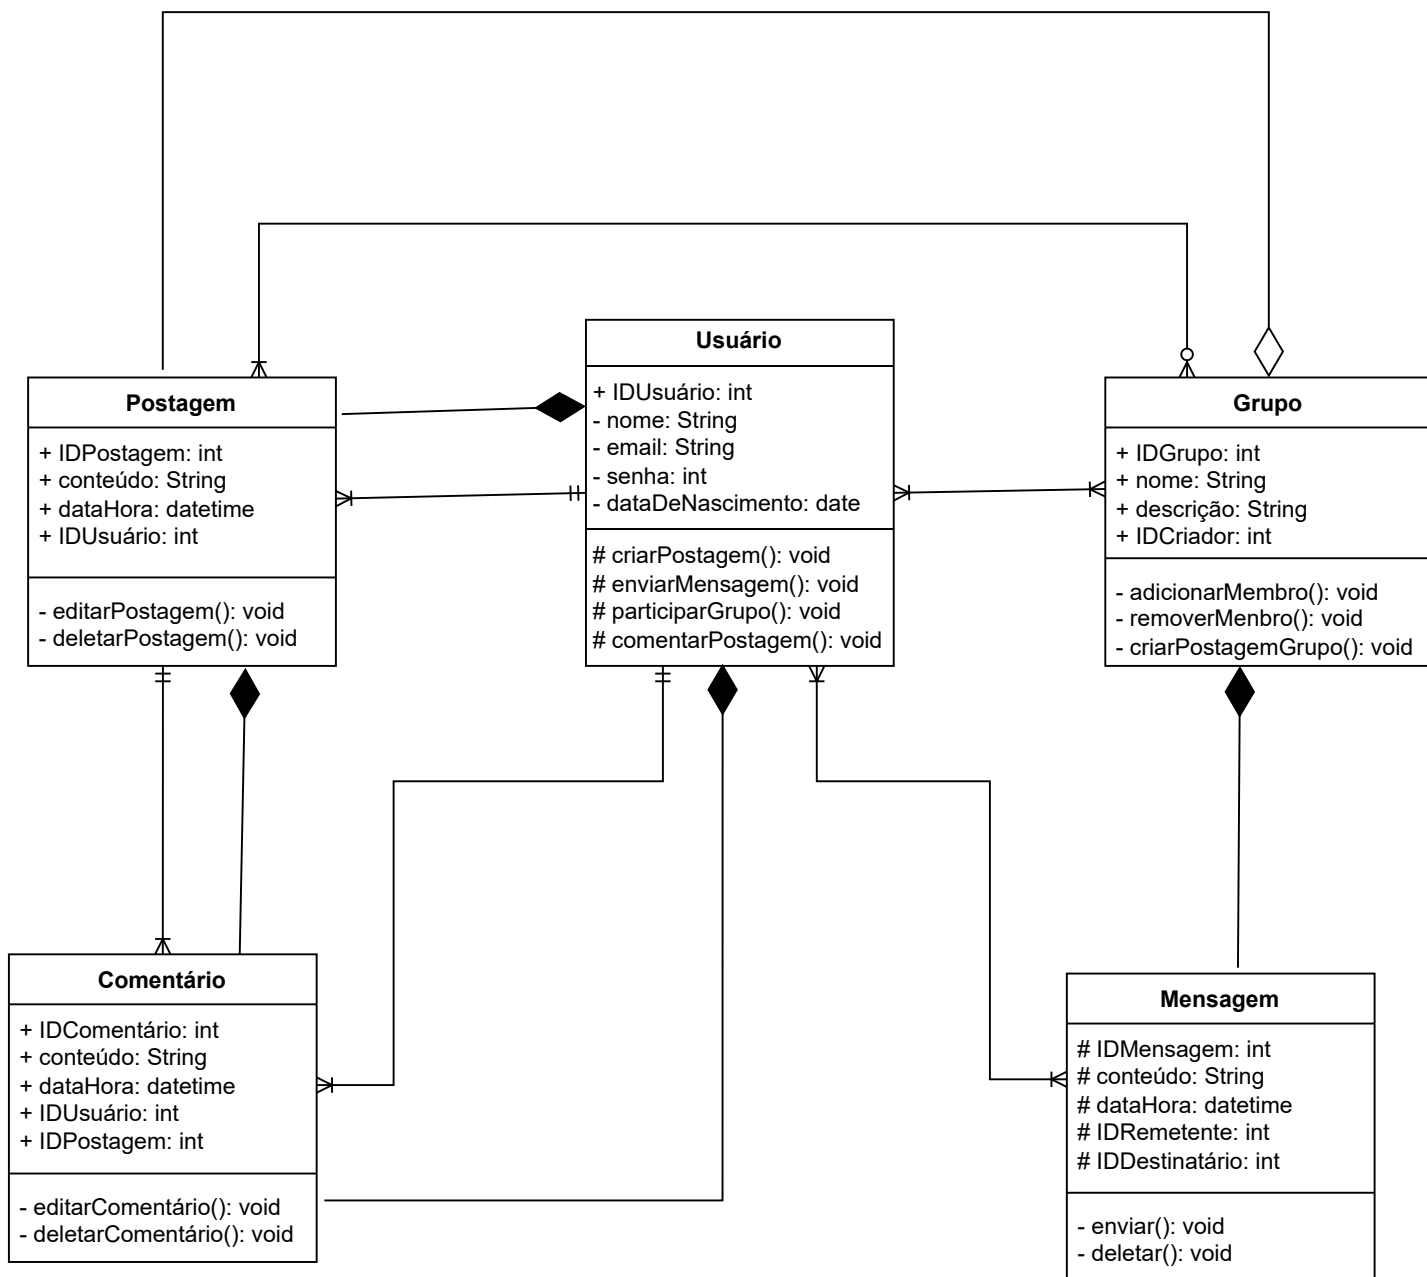 Usuário
+ IDUsuário: int
- nome: String
- email: String
- senha: int
- dataDeNascimento: date
# criarPostagem(): void
# enviarMensagem(): void
# participarGrupo(): void
# comentarPostagem(): void
Postagem
+ IDPostagem: int
+ conteúdo: String
+ dataHora: datetime
+ IDUsuário: int
- editarPostagem(): void
- deletarPostagem(): void
Grupo
+ IDGrupo: int
+ nome: String
+ descrição: String
+ IDCriador: int
- adicionarMembro(): void
- removerMenbro(): void
- criarPostagemGrupo(): void
Comentário
+ IDComentário: int
+ conteúdo: String
+ dataHora: datetime
+ IDUsuário: int
+ IDPostagem: int
- editarComentário(): void
- deletarComentário(): void
Mensagem
# IDMensagem: int
# conteúdo: String
# dataHora: datetime
# IDRemetente: int
# IDDestinatário: int
- enviar(): void
- deletar(): void